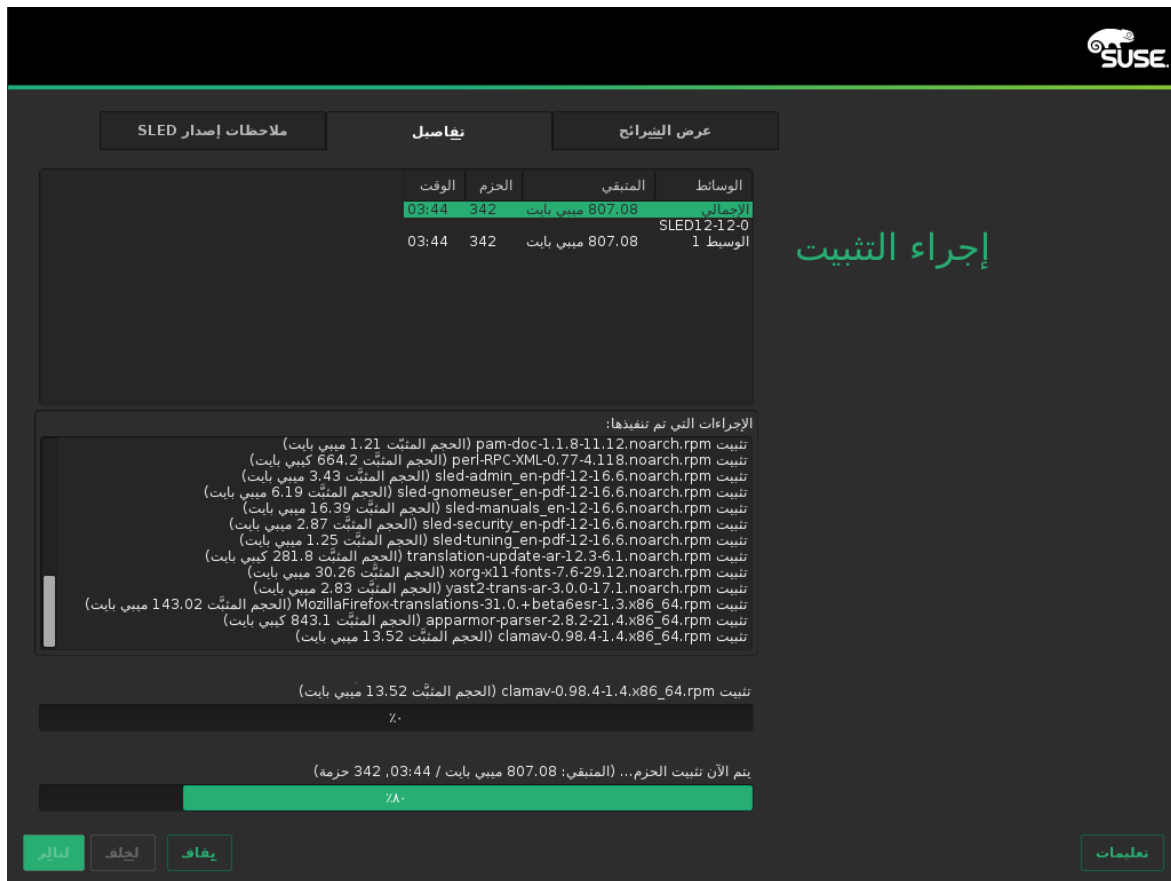 SUSE.
عرض الشرائح
تفاصيل
ملاحظات إصدار SLED
إجراء التثبيت
الوسائط المتبقي الحزم الوقت
الإجمالي 807.08 ميبي بايت 342 03:44
SLED12-12-0
الوسيط 1 807.08 ميبي بايت 342 03:44
الإجراءات التي تم تنفيذها:
تثبيت pam-doc-1.1.8-11.12.noarch.rpm (الحجم المثبَّت 1.21 ميبي بايت)
تثبيت perl-RPC-XML-0.77-4.118.noarch.rpm (الحجم المثبَّت 664.2 كيبي بايت)
تثبيت sled-admin_en-pdf-12-16.6.noarch.rpm (الحجم المثبَّت 3.43 ميبي بايت)
تثبيت sled-gnomeuser_en-pdf-12-16.6.noarch.rpm (الحجم المثبَّت 6.19 ميبي بايت)
تثبيت sled-manuals_en-12-16.6.noarch.rpm (الحجم المثبَّت 16.39 ميبي بايت)
تثبيت sled-security_en-pdf-12-16.6.noarch.rpm (الحجم المثبَّت 2.87 ميبي بايت)
تثبيت sled-tuning_en-pdf-12-16.6.noarch.rpm (الحجم المثبَّت 1.25 ميبي بايت)
تثبيت translation-update-ar-12.3-6.1.noarch.rpm (الحجم المثبَّت 281.8 كيبي بايت)
تثبيت xorg-x11-fonts-7.6-29.12.noarch.rpm (الحجم المثبَّت 30.26 ميبي بايت)
تثبيت yast2-trans-ar-3.0.0-17.1.noarch.rpm (الحجم المثبَّت 2.83 ميبي بايت)
تثبيت MozillaFirefox-translations-31.0.+beta6esr-1.3.x86_64.rpm (الحجم المثبَّت 143.02 ميبي بايت)
تثبيت apparmor-parser-2.8.2-21.4.x86_64.rpm (الحجم المثبَّت 843.1 كيبي بايت)
تثبيت clamav-0.98.4-1.4.x86_64.rpm (الحجم المثبَّت 13.52 ميبي بايت)
تثبيت clamav-0.98.4-1.4.x86_64.rpm (الحجم المثبَّت 13.52 ميبي بايت)
٠٪
يتم الآن تثبيت الحزم... (المتبقي: 807.08 ميبي بايت / 03:44, 342 حزمة)
٨٠٪
تعليمات
يقاف
لخلف
لتالي